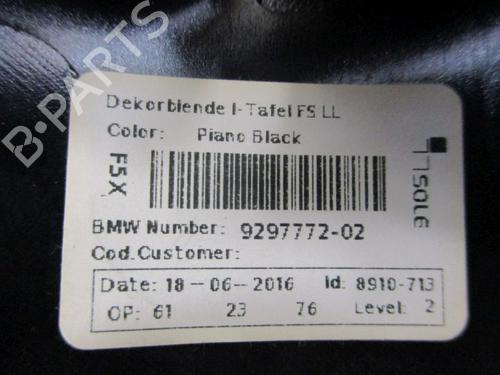 B-PARTS
Dekorblende I-Tafel FS LL
Color: Piano Black
F5X
SOLE
BMW Number: 9297772-02
Cod.Customer:
Date: 18-06-2016 Id: 8910-713
OP: 61 23 76 Level: 2